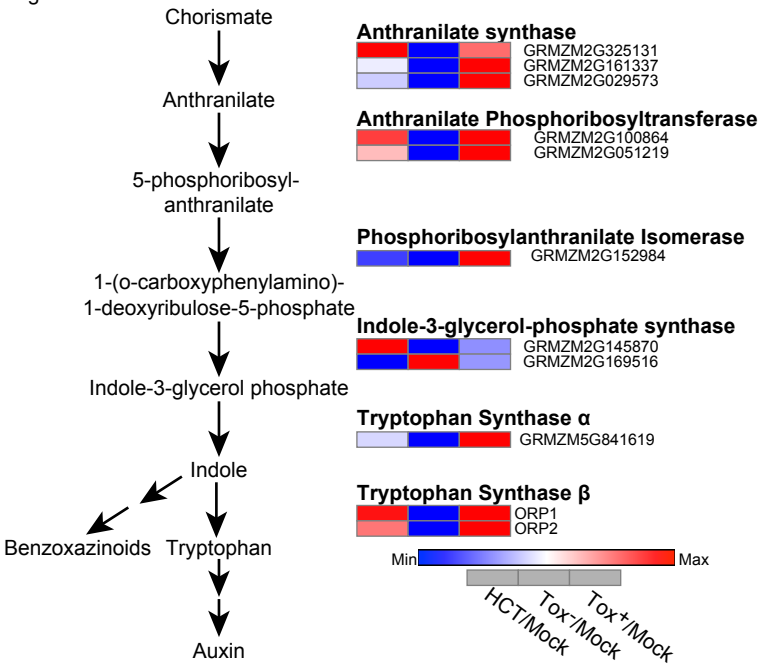 Chorismate
Anthranilate synthase
GRMZM2G325131
GRMZM2G161337
GRMZM2G029573
Anthranilate
Anthranilate Phosphoribosyltransferase
GRMZM2G100864
GRMZM2G051219
5-phosphoribosyl-
anthranilate
Phosphoribosylanthranilate Isomerase
GRMZM2G152984
1-(o-carboxyphenylamino)-
1-deoxyribulose-5-phosphate
Indole-3-glycerol-phosphate synthase
GRMZM2G145870
GRMZM2G169516
Indole-3-glycerol phosphate
Tryptophan Synthase α
GRMZM5G841619
Indole
Tryptophan Synthase β
ORP1
ORP2
Benzoxazinoids
Tryptophan
Min
Max
HCT/Mock
Tox⁻/Mock
Tox⁺/Mock
Auxin